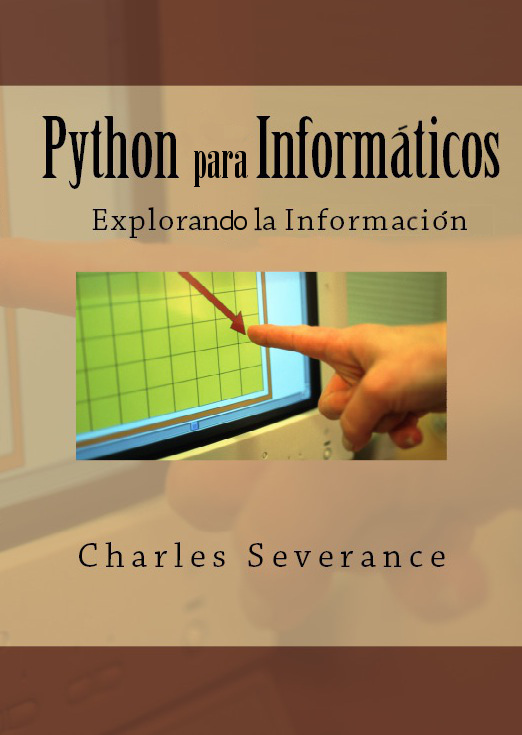 Python para Informáticos
Explorando la Información
Charles Severance